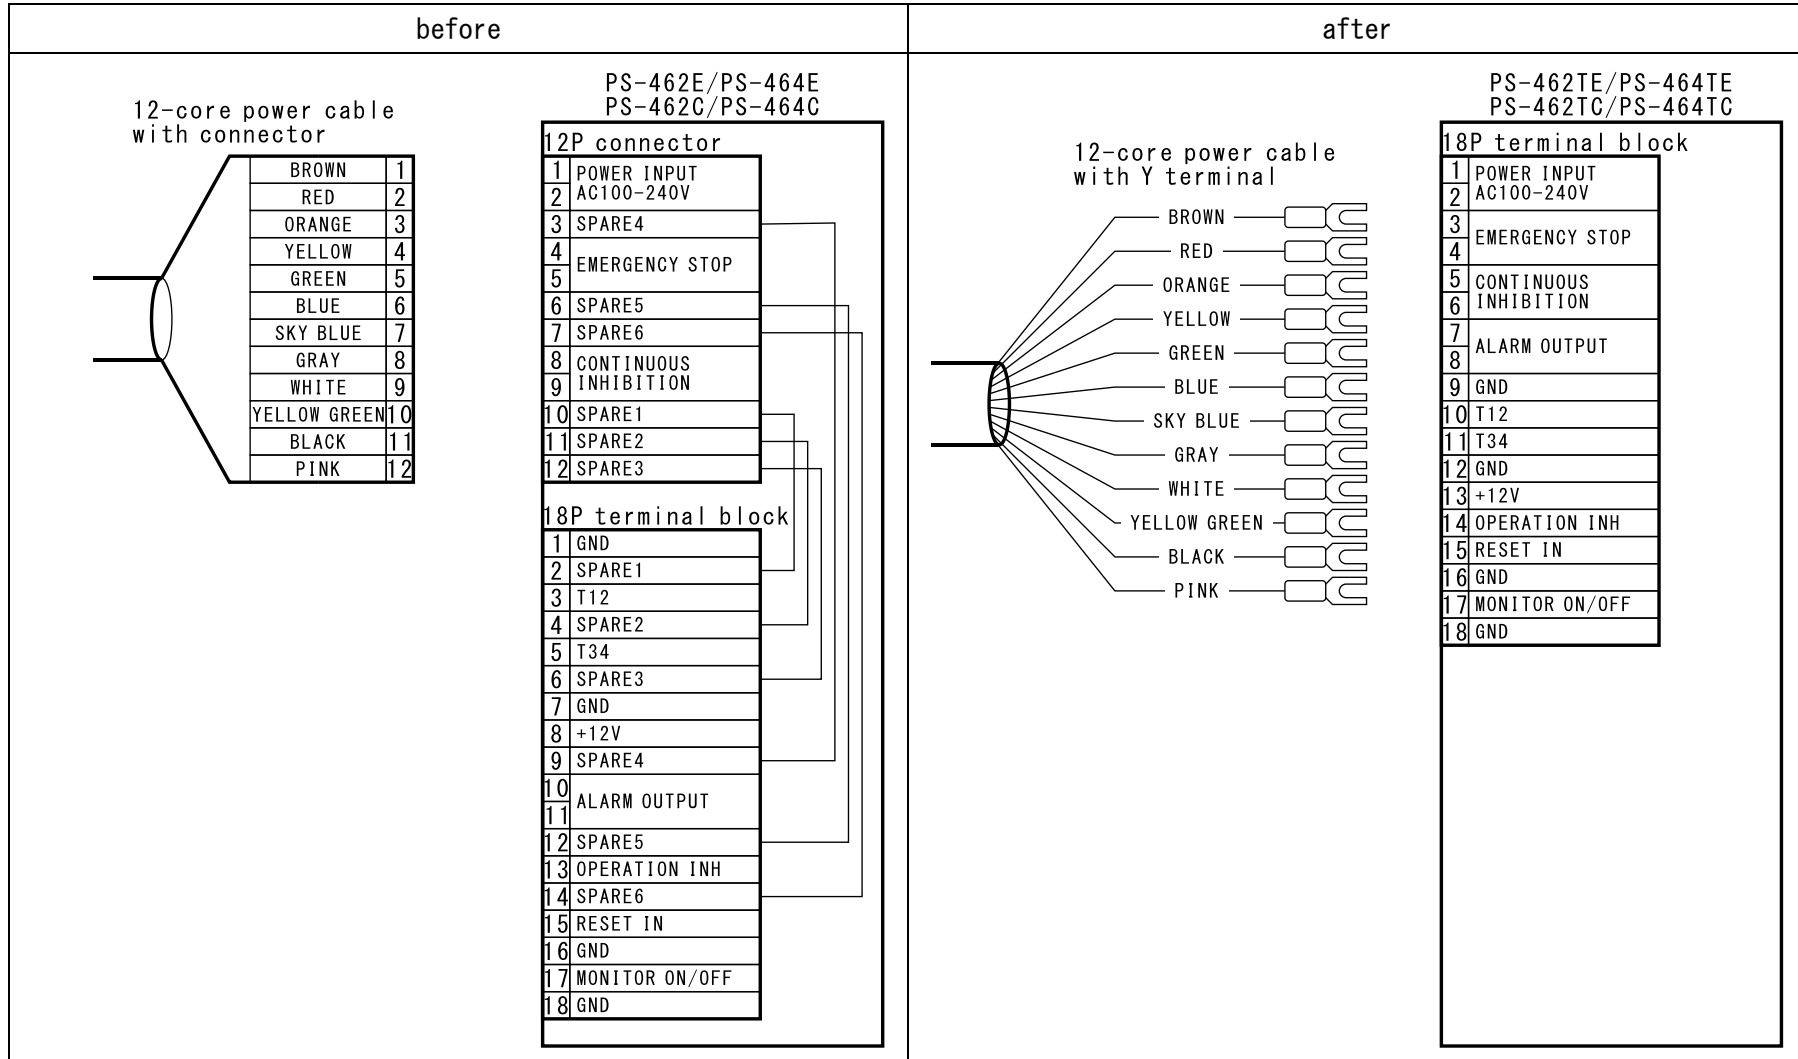 before
after
12-core power cable
with connector
BROWN 1
RED 2
ORANGE 3
YELLOW 4
GREEN 5
BLUE 6
SKY BLUE 7
GRAY 8
WHITE 9
YELLOW GREEN 10
BLACK 11
PINK 12
PS-462E/PS-464E
PS-462C/PS-464C
12P connector
1 POWER INPUT
2 AC100-240V
3 SPARE4
4
EMERGENCY STOP
5
6 SPARE5
7 SPARE6
8 CONTINUOUS
9 INHIBITION
10 SPARE1
11 SPARE2
12 SPARE3
18P terminal block
1 GND
2 SPARE1
3 T12
4 SPARE2
5 T34
6 SPARE3
7 GND
8 +12V
9 SPARE4
10
ALARM OUTPUT
11
12 SPARE5
13 OPERATION INH
14 SPARE6
15 RESET IN
16 GND
17 MONITOR ON/OFF
18 GND
12-core power cable
with Y terminal
BROWN
RED
ORANGE
YELLOW
GREEN
BLUE
SKY BLUE
GRAY
WHITE
YELLOW GREEN
BLACK
PINK
PS-462TE/PS-464TE
PS-462TC/PS-464TC
18P terminal block
1 POWER INPUT
2 AC100-240V
3
EMERGENCY STOP
4
5 CONTINUOUS
6 INHIBITION
7
ALARM OUTPUT
8
9 GND
10 T12
11 T34
12 GND
13 +12V
14 OPERATION INH
15 RESET IN
16 GND
17 MONITOR ON/OFF
18 GND